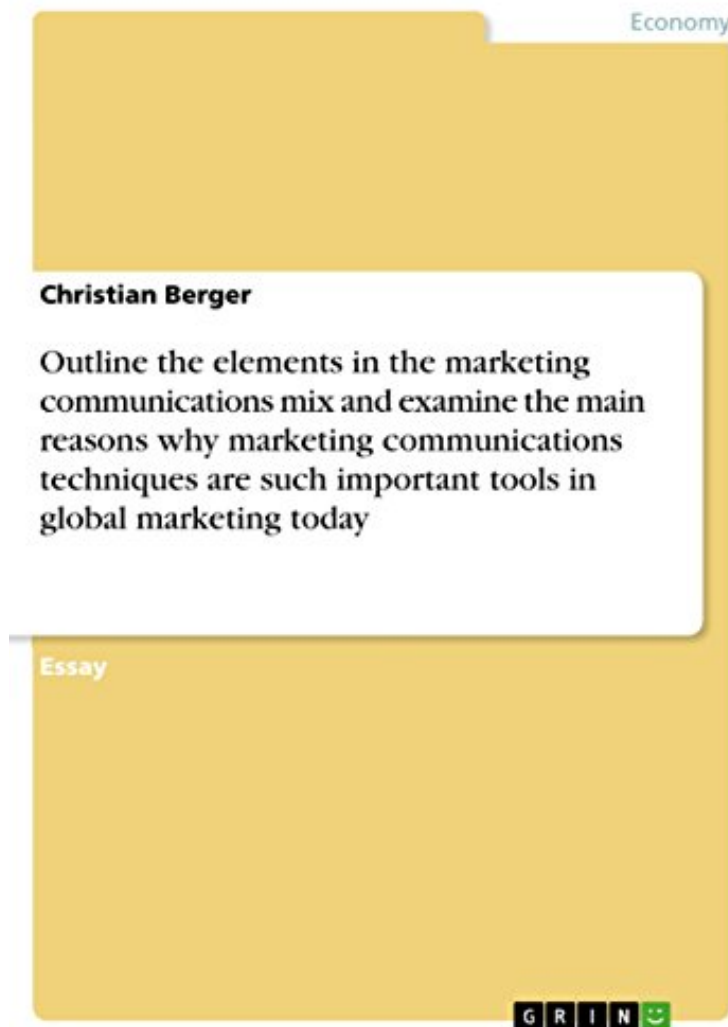 Economy
Christian Berger
Outline the elements in the marketing
communications mix and examine the main
reasons why marketing communications
techniques are such important tools in
global marketing today
Essay
GRIN